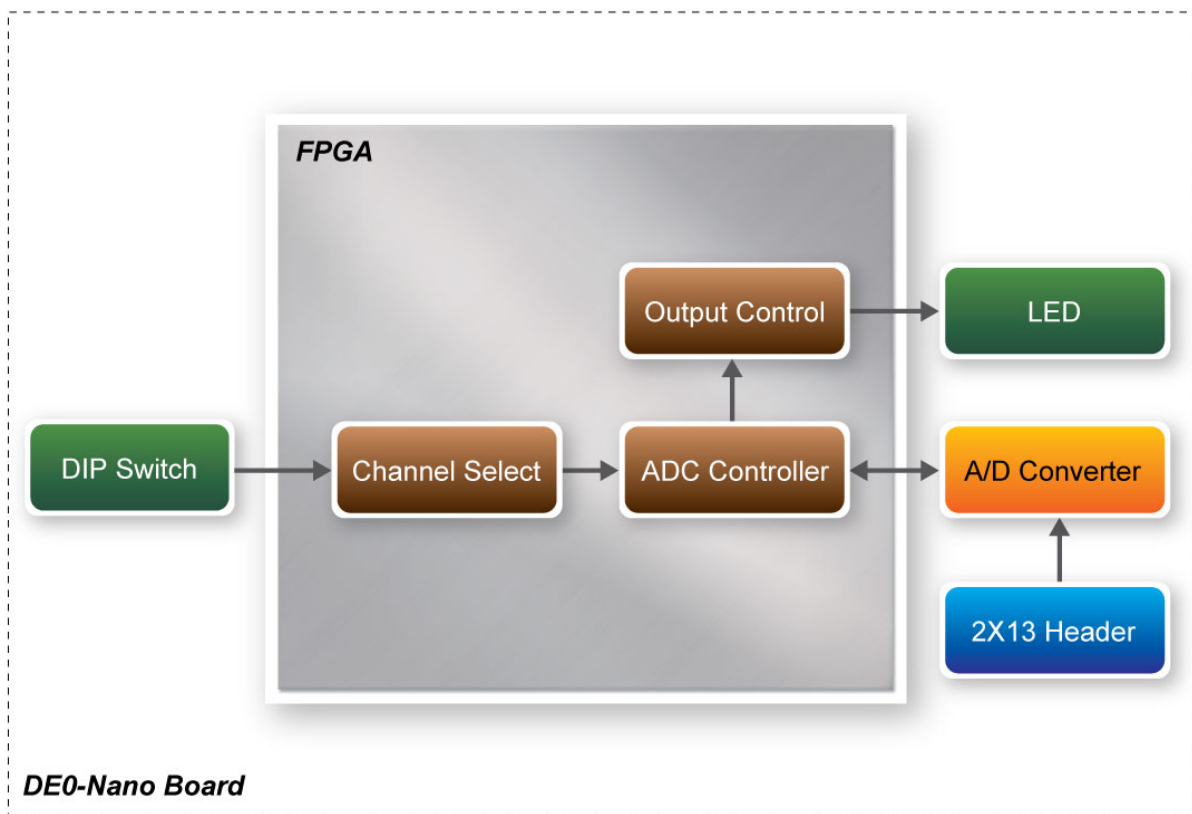 FPGA
Output Control
LED
DIP Switch
Channel Select
ADC Controller
A/D Converter
2X13 Header
DE0-Nano Board